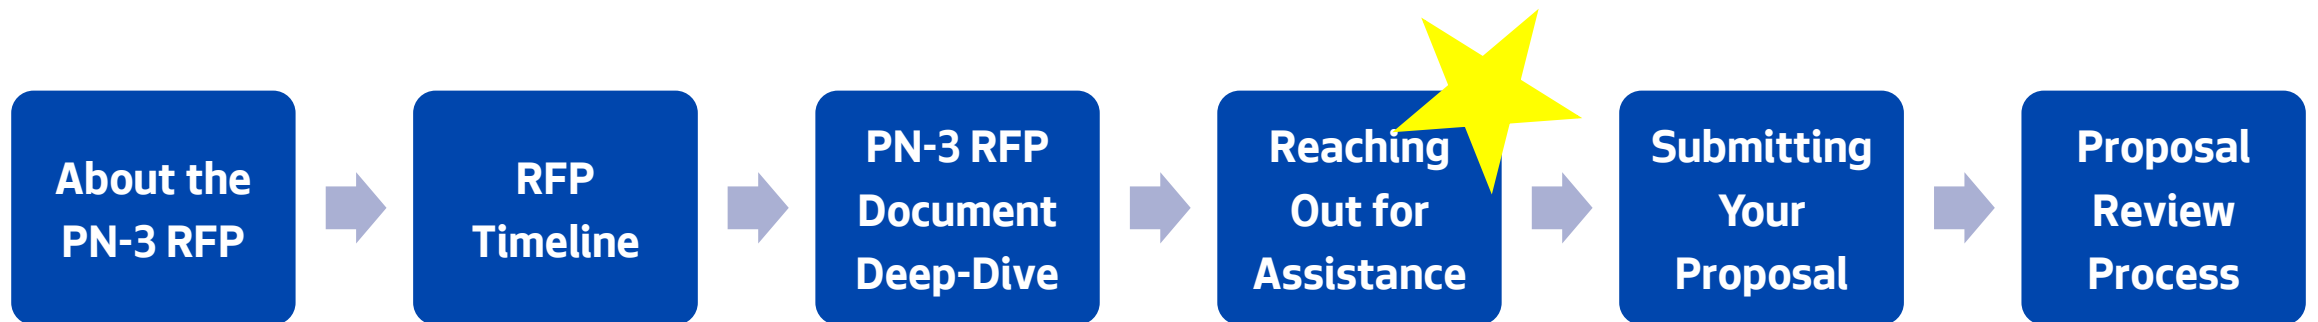 About the
PN-3 RFP
RFP
Timeline
PN-3 RFP
Document
Deep-Dive
Reaching
Out for
Assistance
Submitting
Your
Proposal
Proposal
Review
Process